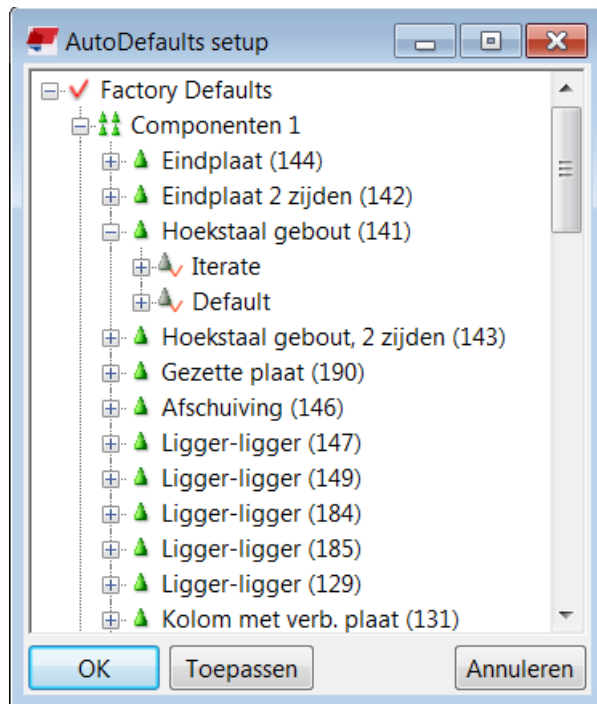 AutoDefaults setup
Factory Defaults
Componenten 1
Eindplaat (144)
Eindplaat 2 zijden (142)
Hoekstaal gebout (141)
Iterate
Default
Hoekstaal gebout, 2 zijden (143)
Gezette plaat (190)
Afschuiving (146)
Ligger-ligger (147)
Ligger-ligger (149)
Ligger-ligger (184)
Ligger-ligger (185)
Ligger-ligger (129)
Kolom met verb. plaat (131)
OK Toepassen Annuleren